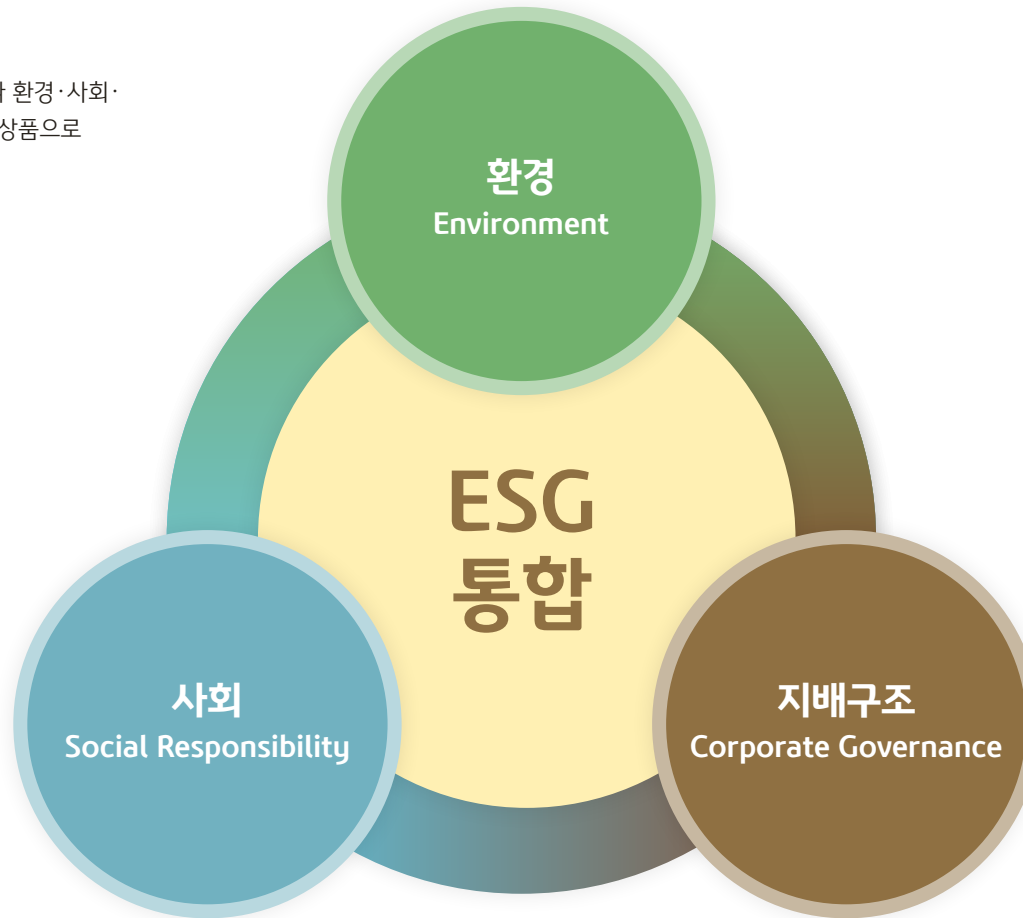 환경·사회·
상품으로
환경
Environment
ESG
통합
사회
Social Responsibility
지배구조
Corporate Governance